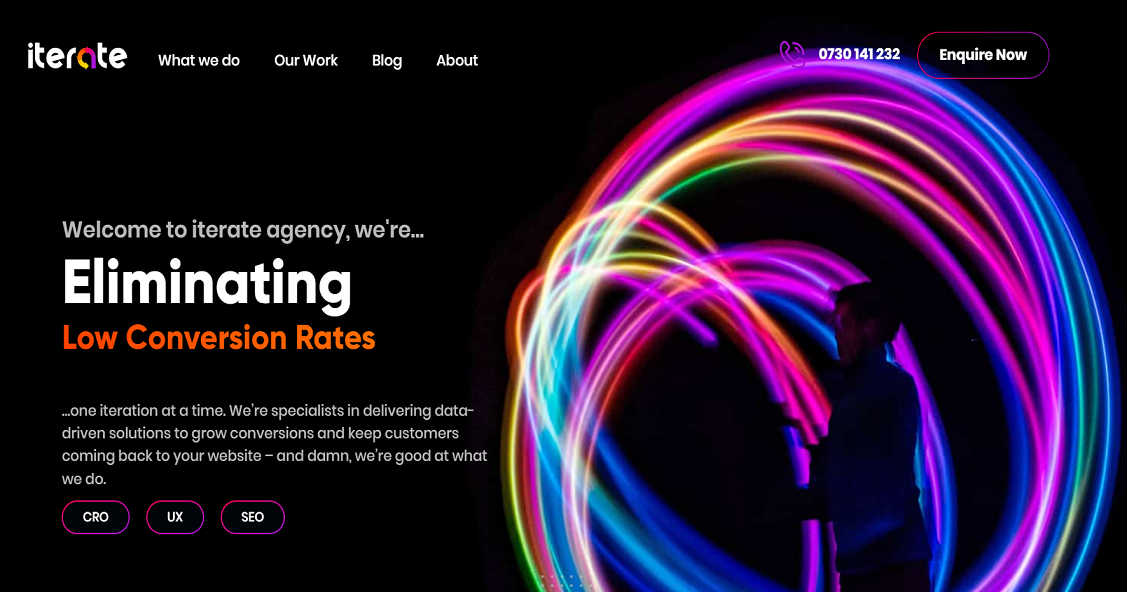 iterate
What we do Our Work Blog About
0730 141 232
Enquire Now
Welcome to iterate agency, we're...
Eliminating
Low Conversion Rates
...one iteration at a time. We're specialists in delivering data-
driven solutions to grow conversions and keep customers
coming back to your website – and damn, we're good at what
we do.
CRO UX SEO